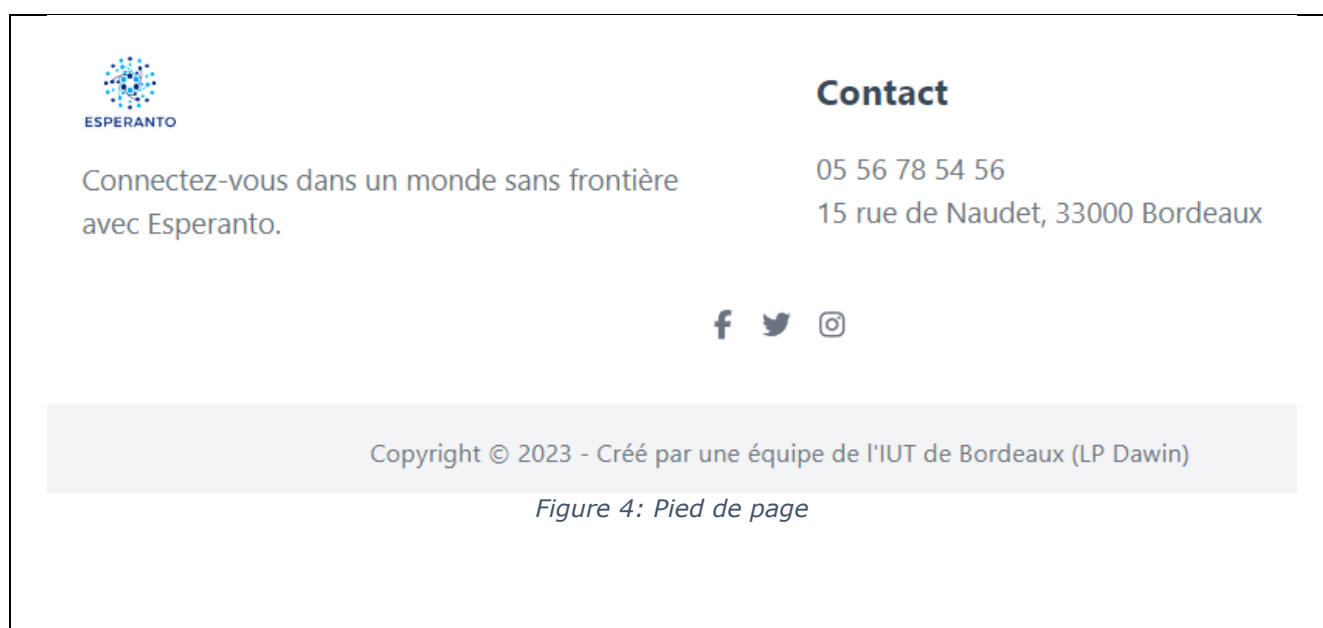 ESPERANTO
Connectez-vous dans un monde sans frontière
avec Esperanto.
Contact
05 56 78 54 56
15 rue de Naudet, 33000 Bordeaux
Copyright © 2023 - Créé par une équipe de l'IUT de Bordeaux (LP Dawin)
Figure 4: Pied de page